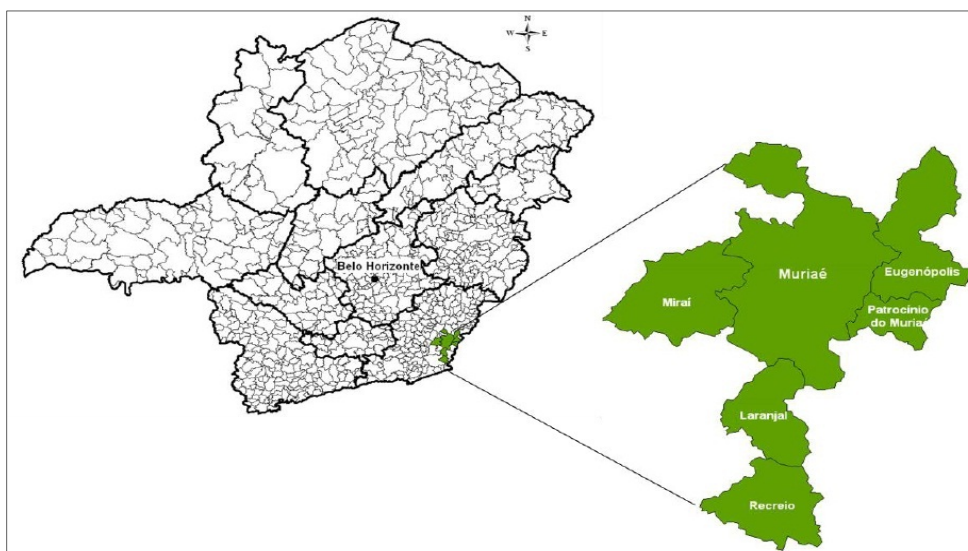 N
W E
S
Belo Horizonte
Muriaé
Eugenópolis
Miraí
Patrocínio
do Muriaé
Laranjal
Recreio